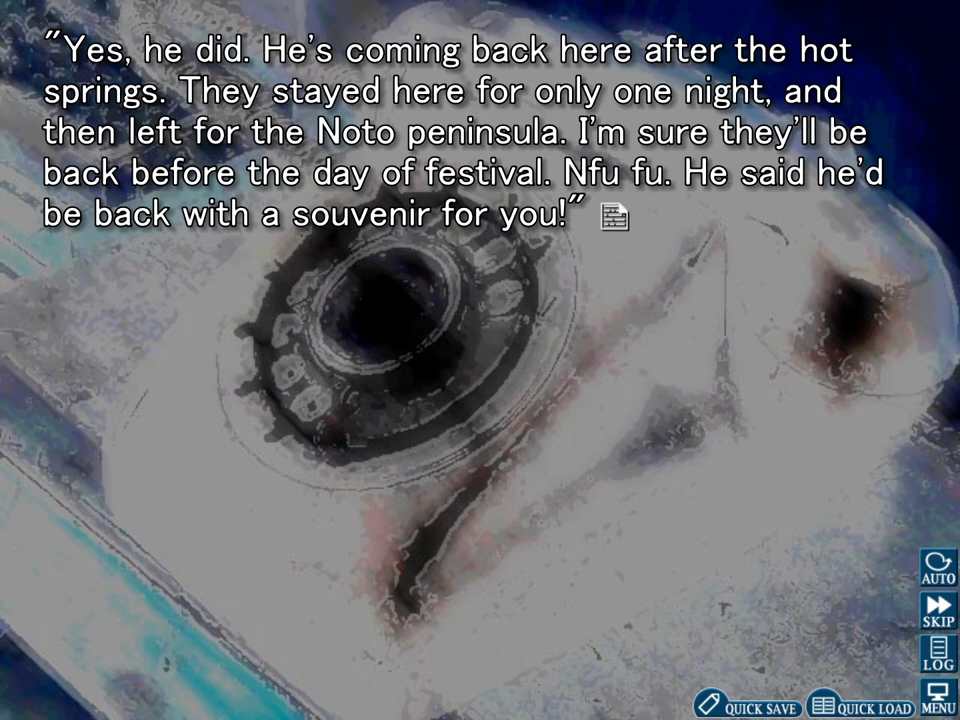 "Yes, he did. He's coming back here after the hot
springs. They stayed here for only one night, and
then left for the Noto peninsula. I'm sure they'll be
back before the day of festival. Nfu fu. He said he'd
be back with a souvenir for you!"
AUTO
SKIP
LOG
MENU
QUICK SAVE
QUICK LOAD